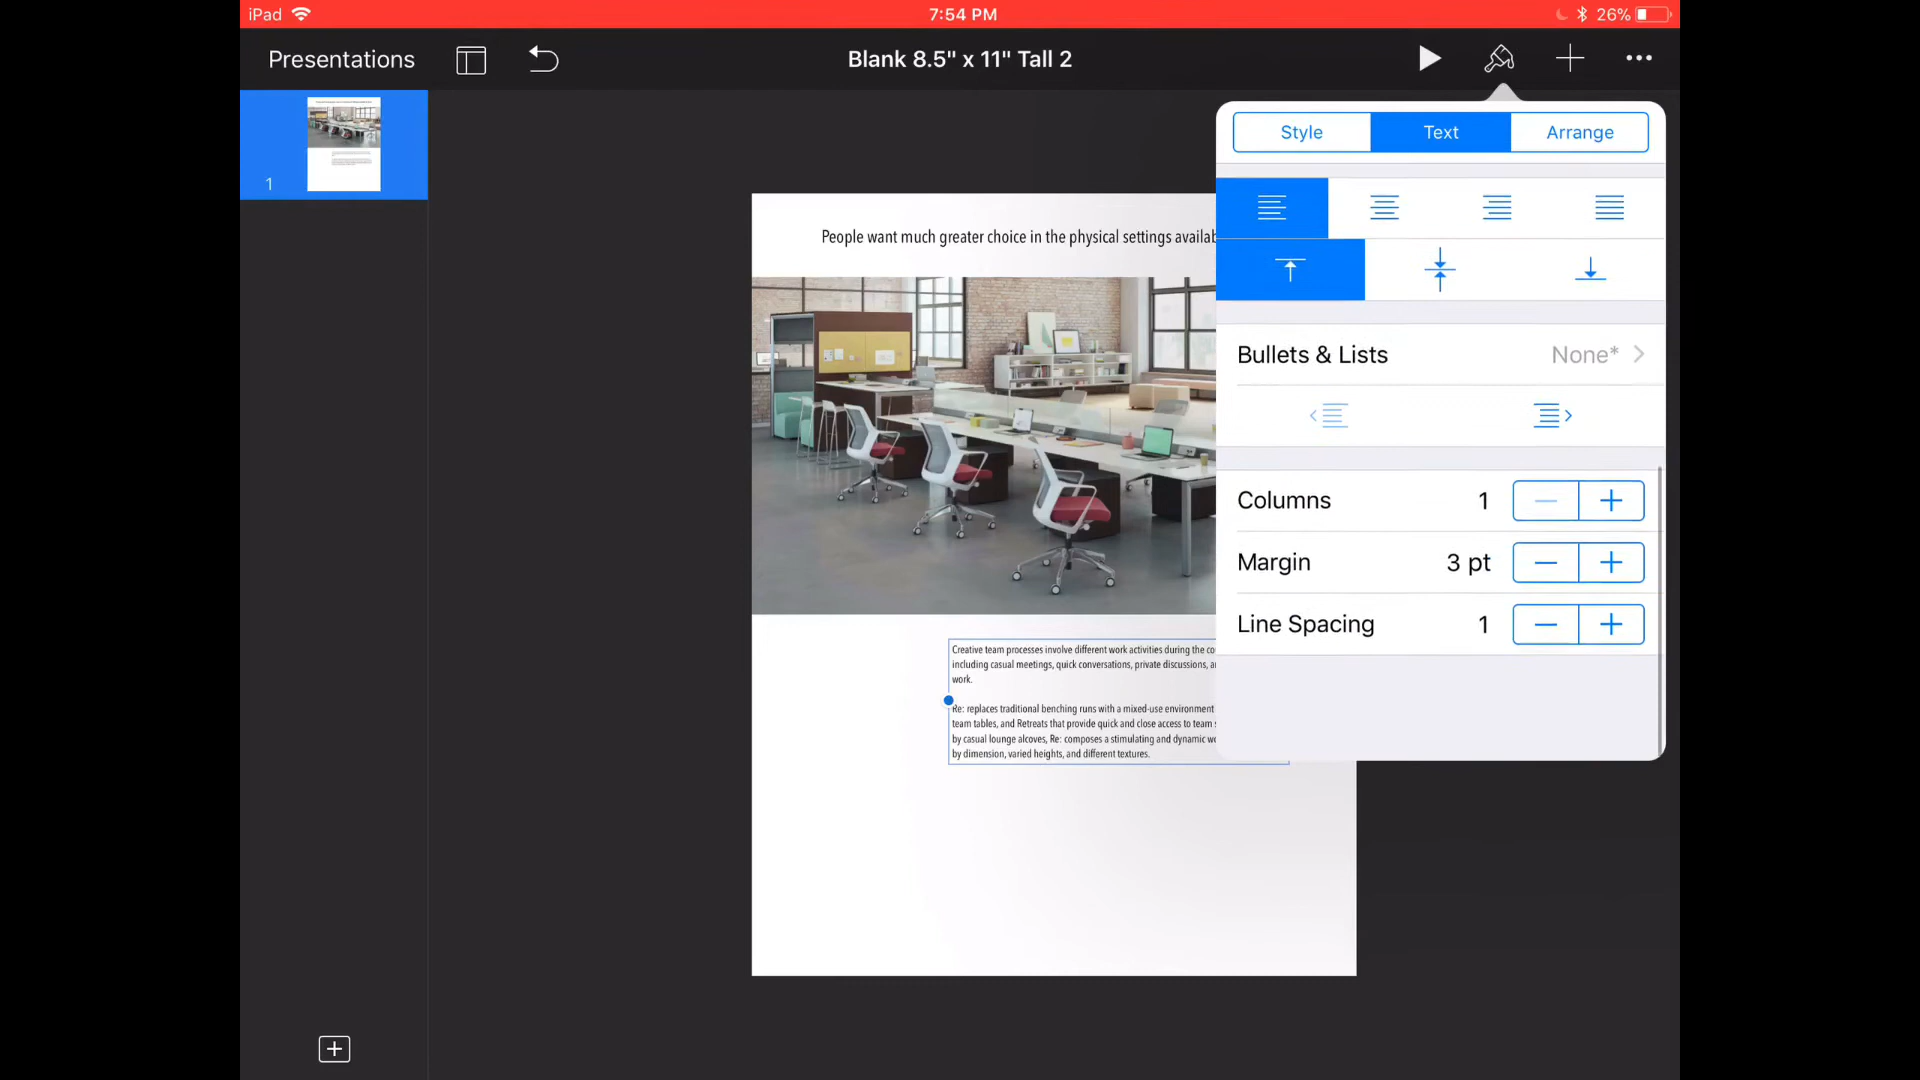 iPad
7:54 PM
26%
Presentations
Blank 8.5" x 11" Tall 2
Style
Text
Arrange
1
People want much greater choice in the physical settings
Bullets & Lists
None*
Columns
1
Margin
3 pt
Line Spacing
1
Creative team processes involve different work activities during the
including casual meetings, quick conversations, private discussions,
work.
Re: replaces traditional benching runs with a mixed-use environment
team tables, and Retreats that provide quick and close access to team
by casual lounge alcoves, Re: composes a stimulating and dynamic
by dimension, varied heights, and different textures.